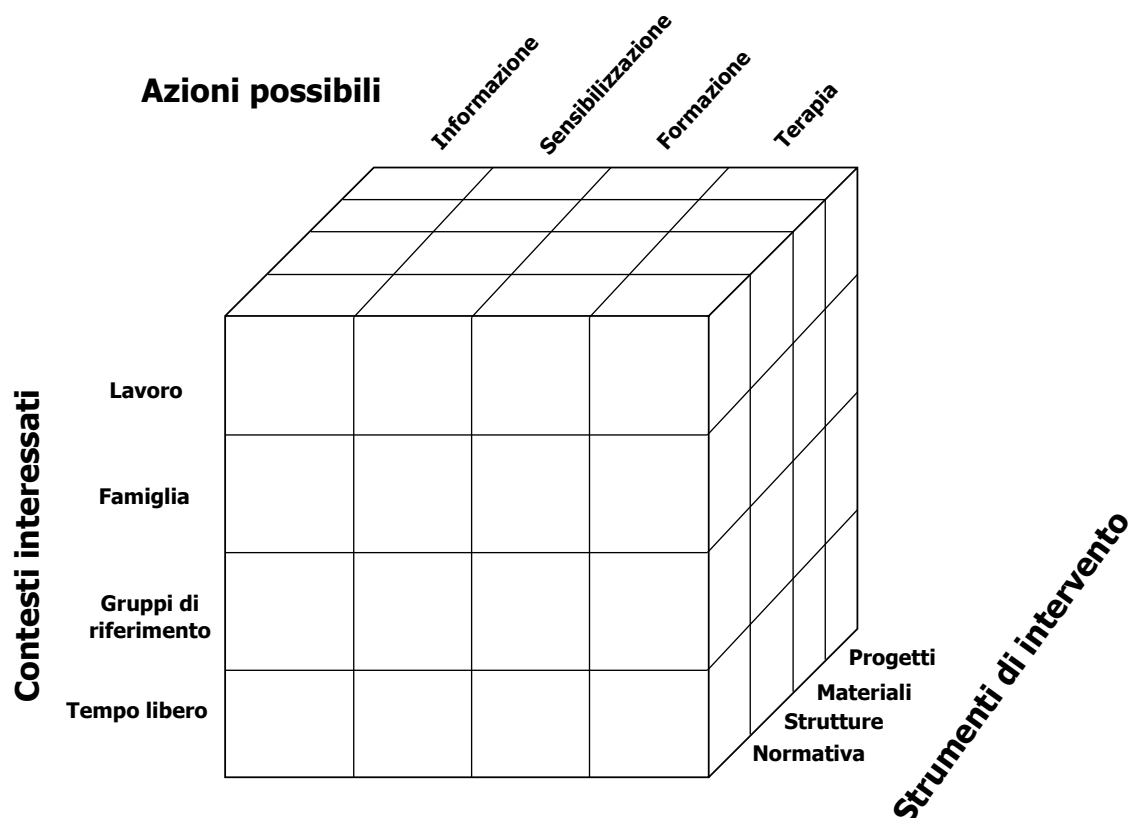 Azioni possibili
Informazione
Sensibilizzazione
Formazione
Terapia
Contesti interessati
Lavoro
Famiglia
Gruppi di
riferimento
Tempo libero
Progetti
Materiali
Strutture
Normativa
Strumenti di intervento